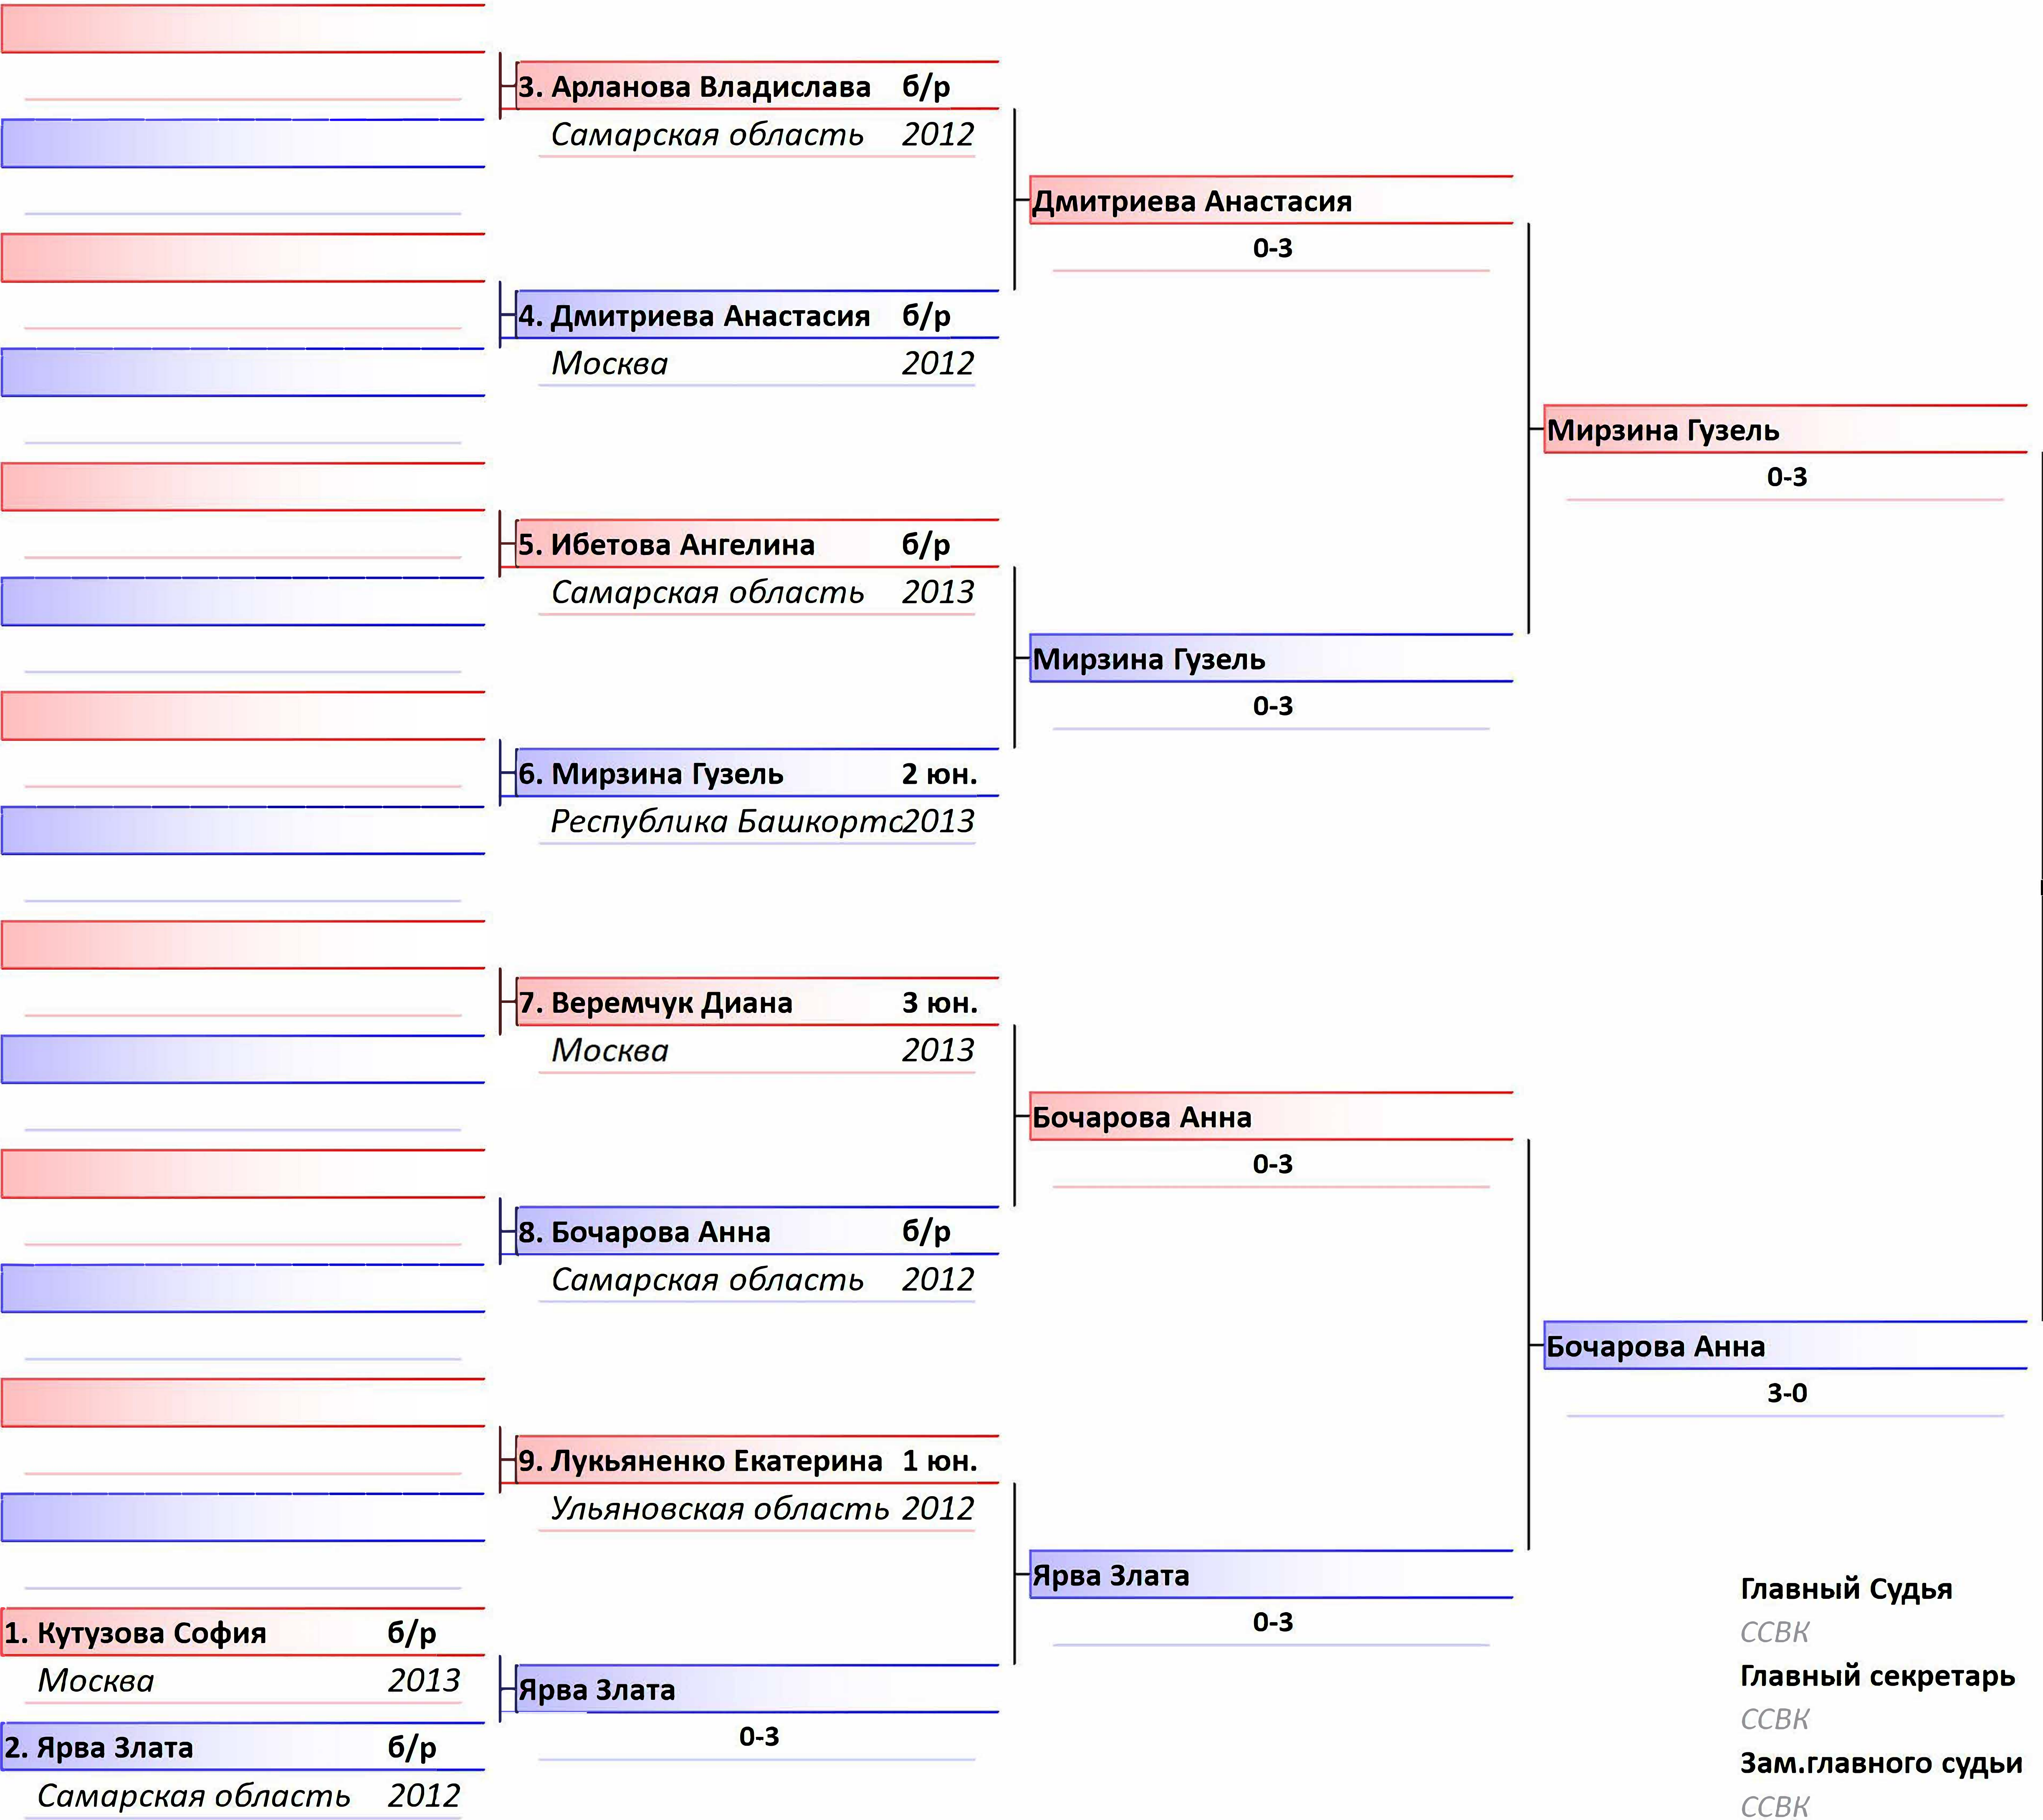 3. Арланова Владислава б/р
Самарская область 2012
Дмитриева Анастасия
0-3
4. Дмитриева Анастасия б/р
Москва 2012
Мирзина Гузель
0-3
5. Ибетова Ангелина б/р
Самарская область 2013
Мирзина Гузель
0-3
6. Мирзина Гузель 2 юн.
Республика Башкортс2013
7. Веремчук Диана 3 юн.
Москва 2013
Бочарова Анна
0-3
8. Бочарова Анна б/р
Самарская область 2012
Бочарова Анна
3-0
9. Лукьяненко Екатерина 1 юн.
Ульяновская область 2012
Ярва Злата
0-3
1. Кутузова София б/р
Москва 2013
Ярва Злата
0-3
2. Ярва Злата б/р
Самарская область 2012
Главный Судья
ССВК
Главный секретарь
ССВК
Зам.главного судьи
ССВК